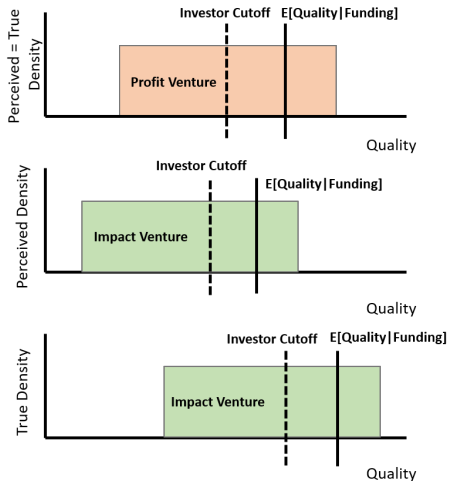 Investor Cutoff E[Quality|Funding]
Perceived = True
Density
Profit Venture
Quality
Investor Cutoff
E[Quality|Funding]
Perceived Density
Impact Venture
Quality
Investor Cutoff E[Quality|Funding]
True Density
Impact Venture
Quality